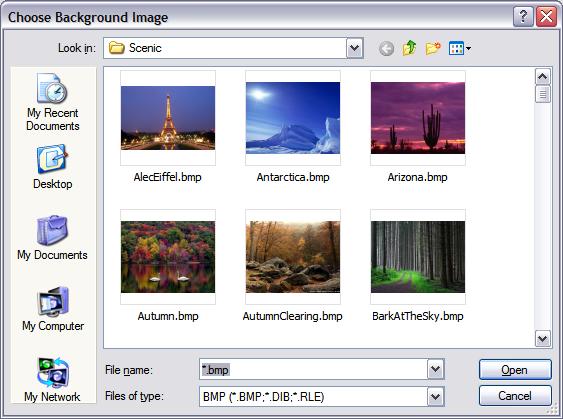 Choose Background Image
Look in:
Scenic
My Recent
Documents
Desktop
My Documents
My Computer
My Network
AlecEiffel.bmp
Antarctica.bmp
Arizona.bmp
Autumn.bmp
AutumnClearing.bmp
BarkAtTheSky.bmp
File name:
*.bmp
Open
Files of type:
BMP (*.BMP;*.DIB;*.RLE)
Cancel